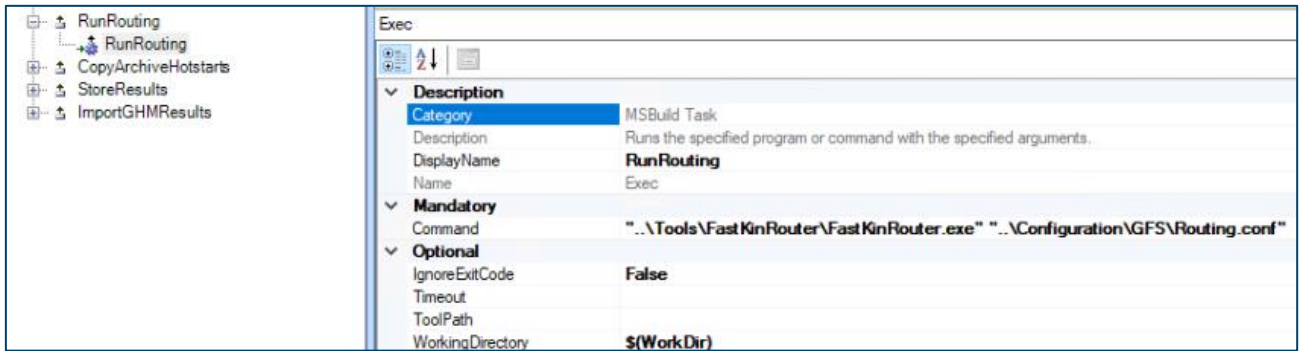 RunRouting
RunRouting
CopyArchiveHotstarts
StoreResults
ImportGHMResults
Exec
Description
Category MSBuild Task
Description Runs the specified program or command with the specified arguments.
DisplayName RunRouting
Name Exec
Mandatory
Command "..\Tools\FastKinRouter\FastKinRouter.exe" "..\Configuration\GFS\Routing.conf"
Optional
IgnoreExitCode False
Timeout
ToolPath
WorkingDirectory $(WorkDir)